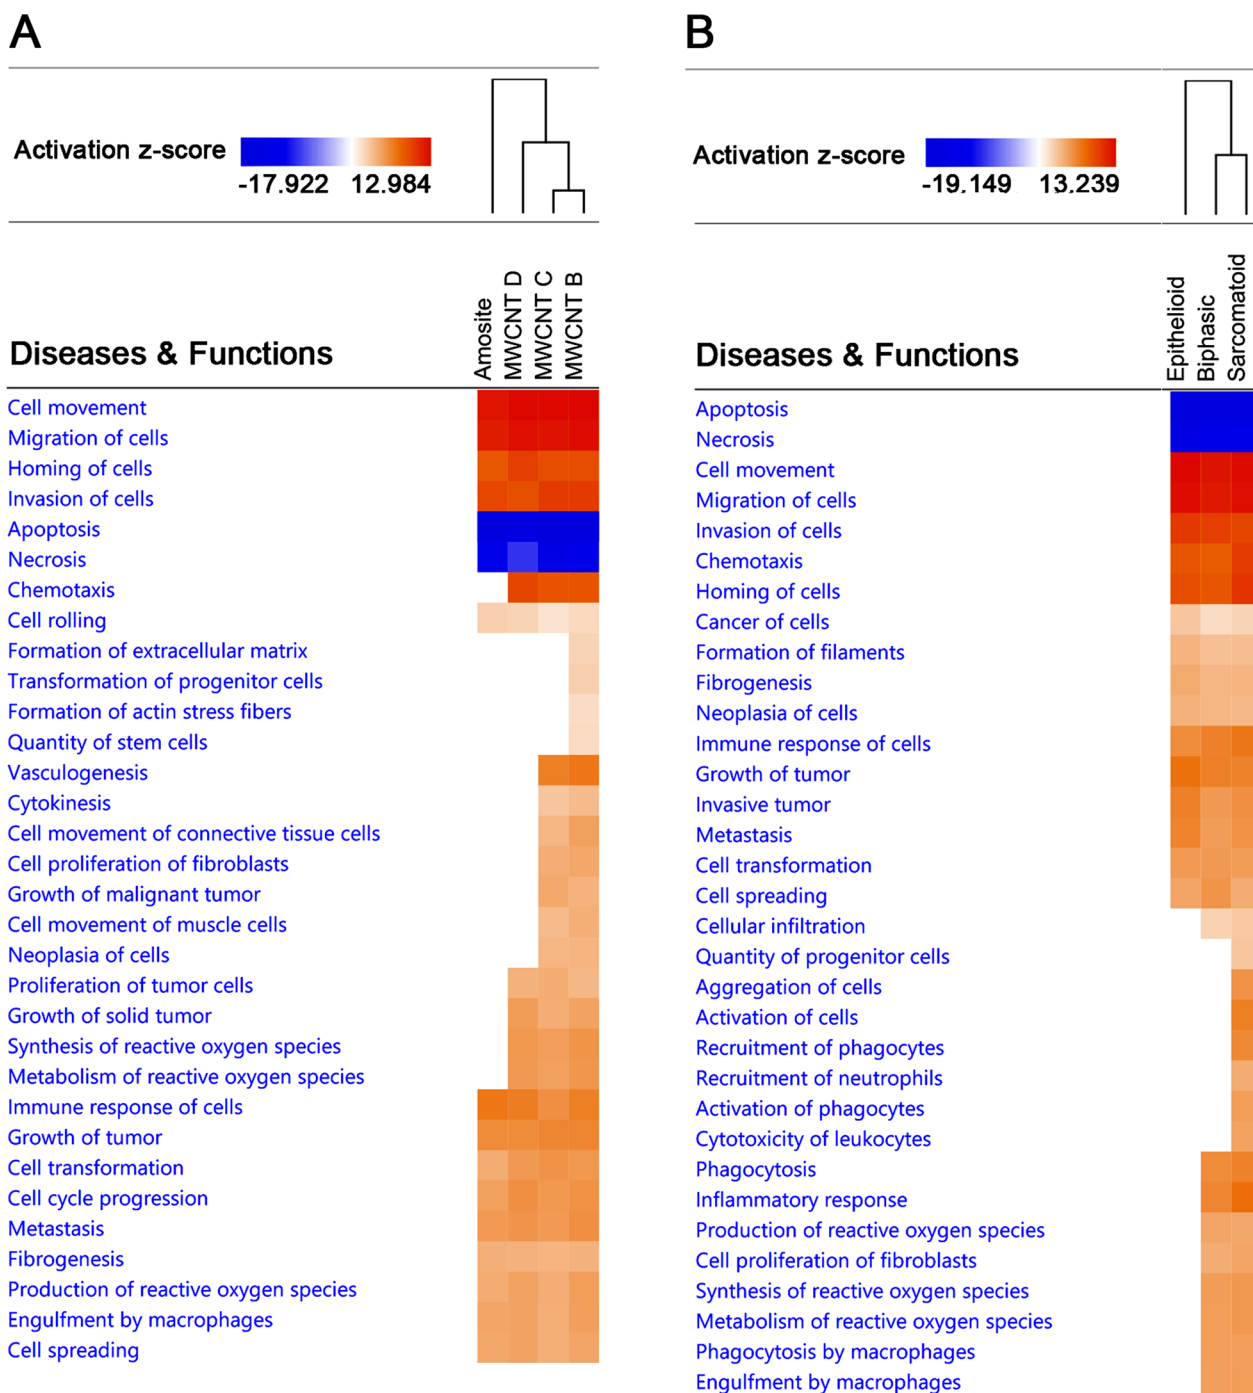 A
Activation z-score
-17.922 12.984
Amosite
MWCNT D
MWCNT C
MWCNT B
Diseases & Functions
Cell movement
Migration of cells
Homing of cells
Invasion of cells
Apoptosis
Necrosis
Chemotaxis
Cell rolling
Formation of extracellular matrix
Transformation of progenitor cells
Formation of actin stress fibers
Quantity of stem cells
Vasculogenesis
Cytokinesis
Cell movement of connective tissue cells
Cell proliferation of fibroblasts
Growth of malignant tumor
Cell movement of muscle cells
Neoplasia of cells
Proliferation of tumor cells
Growth of solid tumor
Synthesis of reactive oxygen species
Metabolism of reactive oxygen species
Immune response of cells
Growth of tumor
Cell transformation
Cell cycle progression
Metastasis
Fibrogenesis
Production of reactive oxygen species
Engulfment by macrophages
Cell spreading
B
Activation z-score
-19.149 13.239
Epithelioid
Biphasic
Sarcomatoid
Diseases & Functions
Apoptosis
Necrosis
Cell movement
Migration of cells
Invasion of cells
Chemotaxis
Homing of cells
Cancer of cells
Formation of filaments
Fibrogenesis
Neoplasia of cells
Immune response of cells
Growth of tumor
Invasive tumor
Metastasis
Cell transformation
Cell spreading
Cellular infiltration
Quantity of progenitor cells
Aggregation of cells
Activation of cells
Recruitment of phagocytes
Recruitment of neutrophils
Activation of phagocytes
Cytotoxicity of leukocytes
Phagocytosis
Inflammatory response
Production of reactive oxygen species
Cell proliferation of fibroblasts
Synthesis of reactive oxygen species
Metabolism of reactive oxygen species
Phagocytosis by macrophages
Engulfment by macrophages